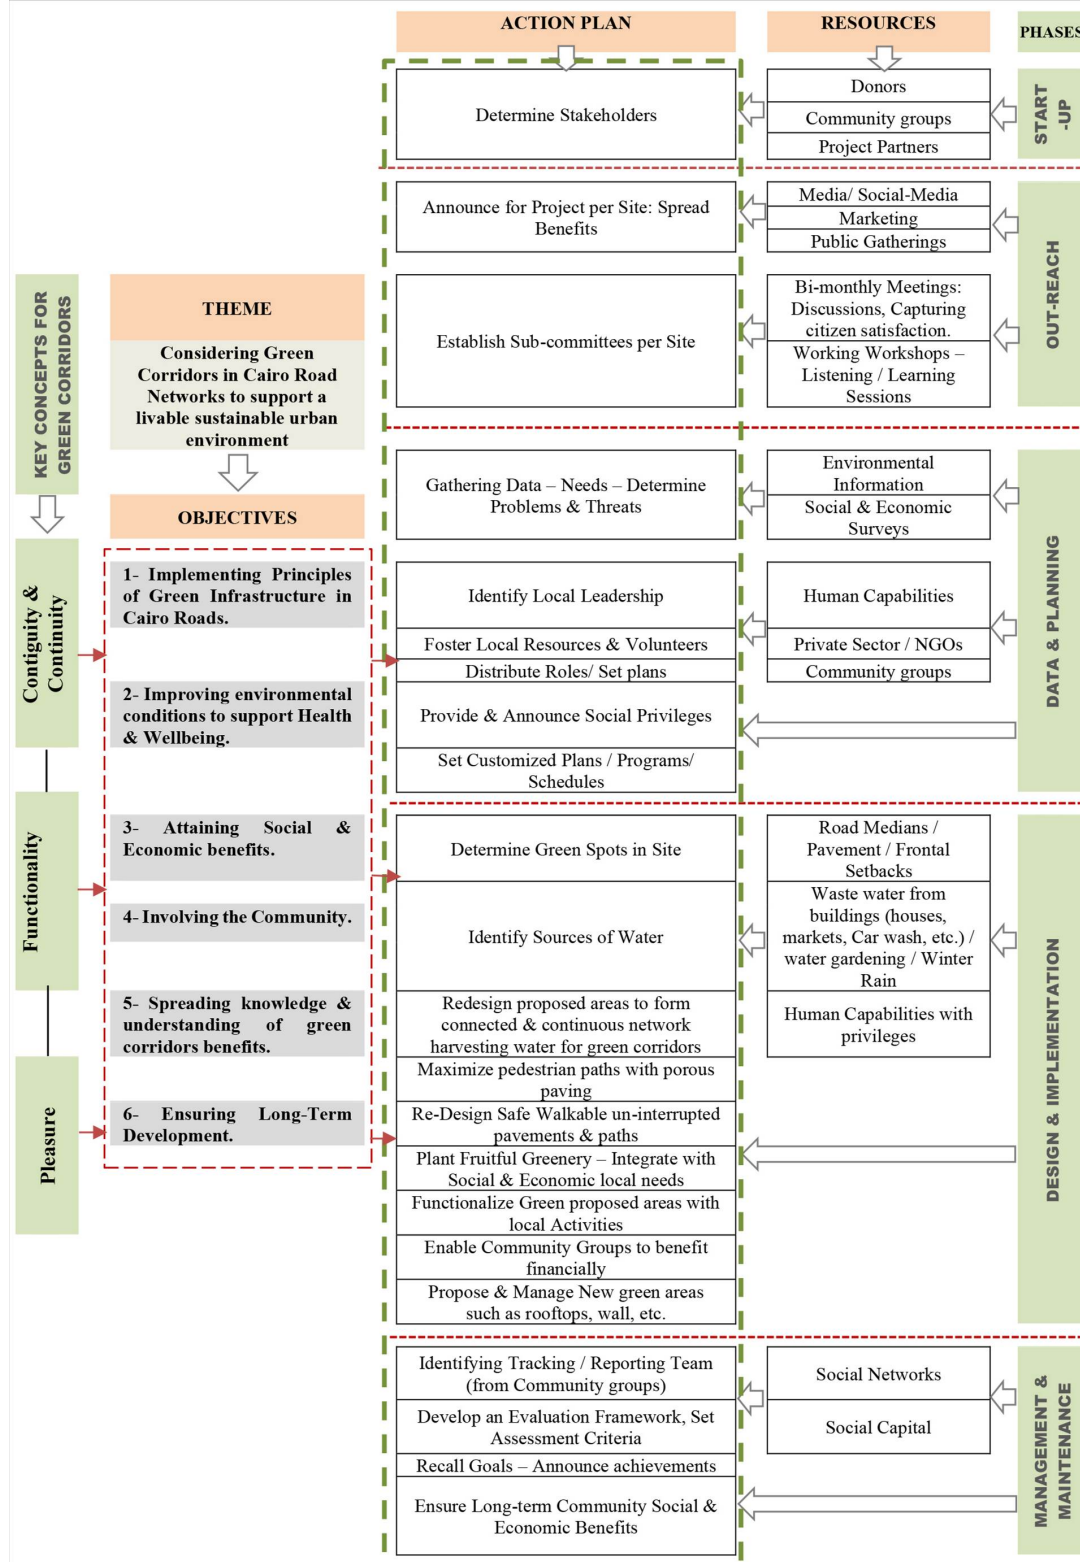 KEY CONCEPTS FOR
GREEN CORRIDORS
Contiguity &
Continuity
Functionality
Pleasure
THEME
Considering Green
Corridors in Cairo Road
Networks to support a
livable sustainable urban
environment
OBJECTIVES
1- Implementing Principles
of Green Infrastructure in
Cairo Roads.
2- Improving environmental
conditions to support Health
& Wellbeing.
3- Attaining Social &
Economic benefits.
4- Involving the Community.
5- Spreading knowledge &
understanding of green
corridors benefits.
6- Ensuring Long-Term
Development.
ACTION PLAN
Determine Stakeholders
Announce for Project per Site: Spread
Benefits
Establish Sub-committees per Site
Gathering Data – Needs – Determine
Problems & Threats
Identify Local Leadership
Foster Local Resources & Volunteers
Distribute Roles/ Set plans
Provide & Announce Social Privileges
Set Customized Plans / Programs/
Schedules
Determine Green Spots in Site
Identify Sources of Water
Redesign proposed areas to form
connected & continuous network
harvesting water for green corridors
Maximize pedestrian paths with porous
paving
Re-Design Safe Walkable un-interrupted
pavements & paths
Plant Fruitful Greenery – Integrate with
Social & Economic local needs
Functionalize Green proposed areas with
local Activities
Enable Community Groups to benefit
financially
Propose & Manage New green areas
such as rooftops, wall, etc.
Identifying Tracking / Reporting Team
(from Community groups)
Develop an Evaluation Framework, Set
Assessment Criteria
Recall Goals – Announce achievements
Ensure Long-term Community Social &
Economic Benefits
RESOURCES
Donors
Community groups
Project Partners
Media/ Social-Media
Marketing
Public Gatherings
Bi-monthly Meetings:
Discussions, Capturing
citizen satisfaction.
Working Workshops –
Listening / Learning
Sessions
Environmental
Information
Social & Economic
Surveys
Human Capabilities
Private Sector / NGOs
Community groups
Road Medians /
Pavement / Frontal
Setbacks
Waste water from
buildings (houses,
markets, Car wash, etc.) /
water gardening / Winter
Rain
Human Capabilities with
privileges
Social Networks
Social Capital
PHASES
START
-UP
OUT-REACH
DATA & PLANNING
DESIGN & IMPLEMENTATION
MANAGEMENT &
MAINTENANCE